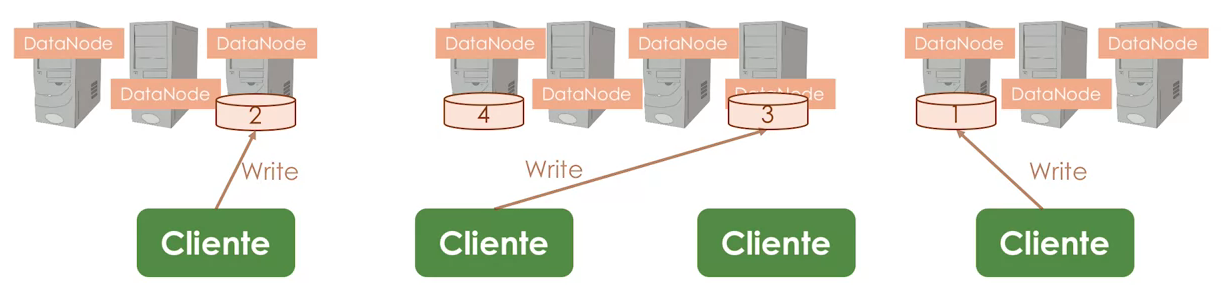 DataNode
DataNode
DataNode
2
Write
Cliente
DataNode
DataNode
DataNode
DataNode
4
3
Write
Cliente
Cliente
DataNode
DataNode
DataNode
1
Write
Cliente